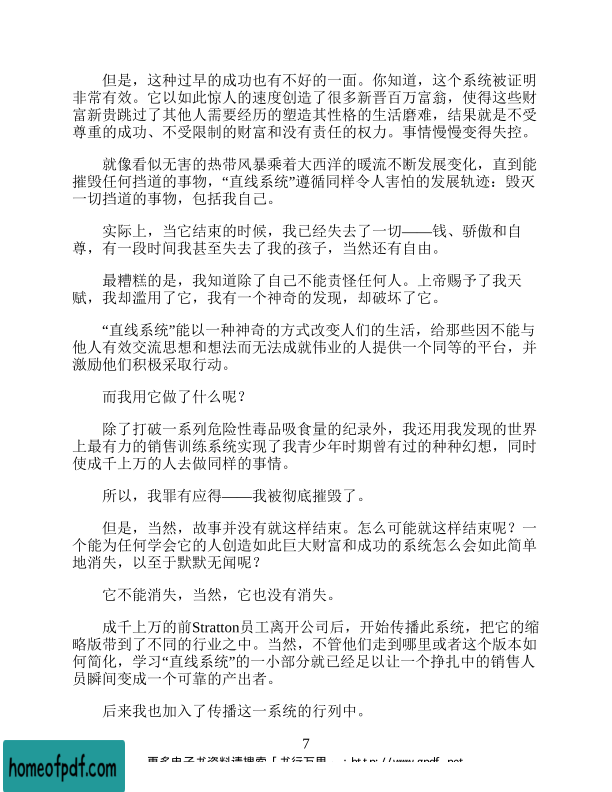 但是，这种过早的成功也有不好的一面。你知道，这个系统被证明
非常有效。它以如此惊人的速度创造了很多新晋百万富翁，使得这些财
富新贵跳过了其他人需要经历的塑造其性格的生活磨难，结果就是不受
尊重的成功、不受限制的财富和没有责任的权力。事情慢慢变得失控。
就像看似无害的热带风暴乘着大西洋的暖流不断发展变化，直到能
摧毁任何挡道的事物，“直线系统”遵循同样令人害怕的发展轨迹：毁灭
一切挡道的事物，包括我自己。
实际上，当它结束的时候，我已经失去了一切——钱、骄傲和自
尊，有一段时间我甚至失去了我的孩子，当然还有自由。
最糟糕的是，我知道除了自己不能责怪任何人。上帝赐予了我天
赋，我却滥用了它，我有一个神奇的发现，却破坏了它。
“直线系统”能以一种神奇的方式改变人们的生活，给那些因不能与
他人有效交流思想和想法而无法成就伟业的人提供一个同等的平台，并
激励他们积极采取行动。
而我用它做了什么呢？
除了打破一系列危险性毒品吸食量的纪录外，我还用我发现的世界
上最有力的销售训练系统实现了我青少年时期曾有过的种种幻想，同时
使成千上万的人去做同样的事情。
所以，我罪有应得——我被彻底摧毁了。
但是，当然，故事并没有就这样结束。怎么可能就这样结束呢？一
个能为任何学会它的人创造如此巨大财富和成功的系统怎么会如此简单
地消失，以至于默默无闻呢？
它不能消失，当然，它也没有消失。
成千上万的前Stratton员工离开公司后，开始传播此系统，把它的缩
略版带到了不同的行业之中。当然，不管他们走到哪里或者这个版本如
何简化，学习“直线系统”的一小部分就已经足以让一个挣扎中的销售人
员瞬间变成一个可靠的产出者。
后来我也加入了传播这一系统的行列中。
7
更多电子书资料请搜索「书行万里
homeofpdf.com